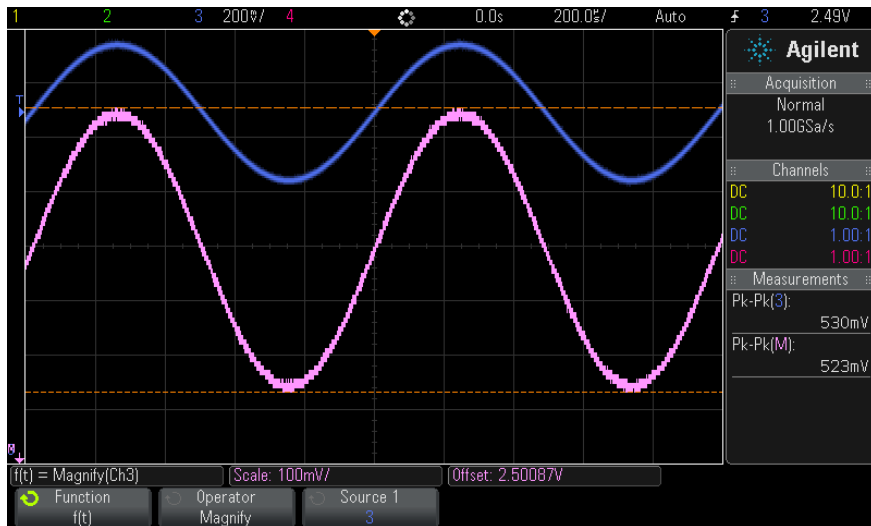 1 2 3 200mV/ 4 0.0s 200.0µs/ Auto 3 2.49V
Agilent
Acquisition
Normal
1.00GSa/s
Channels
DC 10.0:1
DC 10.0:1
DC 1.00:1
DC 1.00:1
Measurements
Pk-Pk(3):
530mV
Pk-Pk(M):
523mV
T
f(t) = Magnify(Ch3) Scale: 100mV/ Offset: 2.50087V
Function
f(t)
Operator
Magnify
Source 1
3